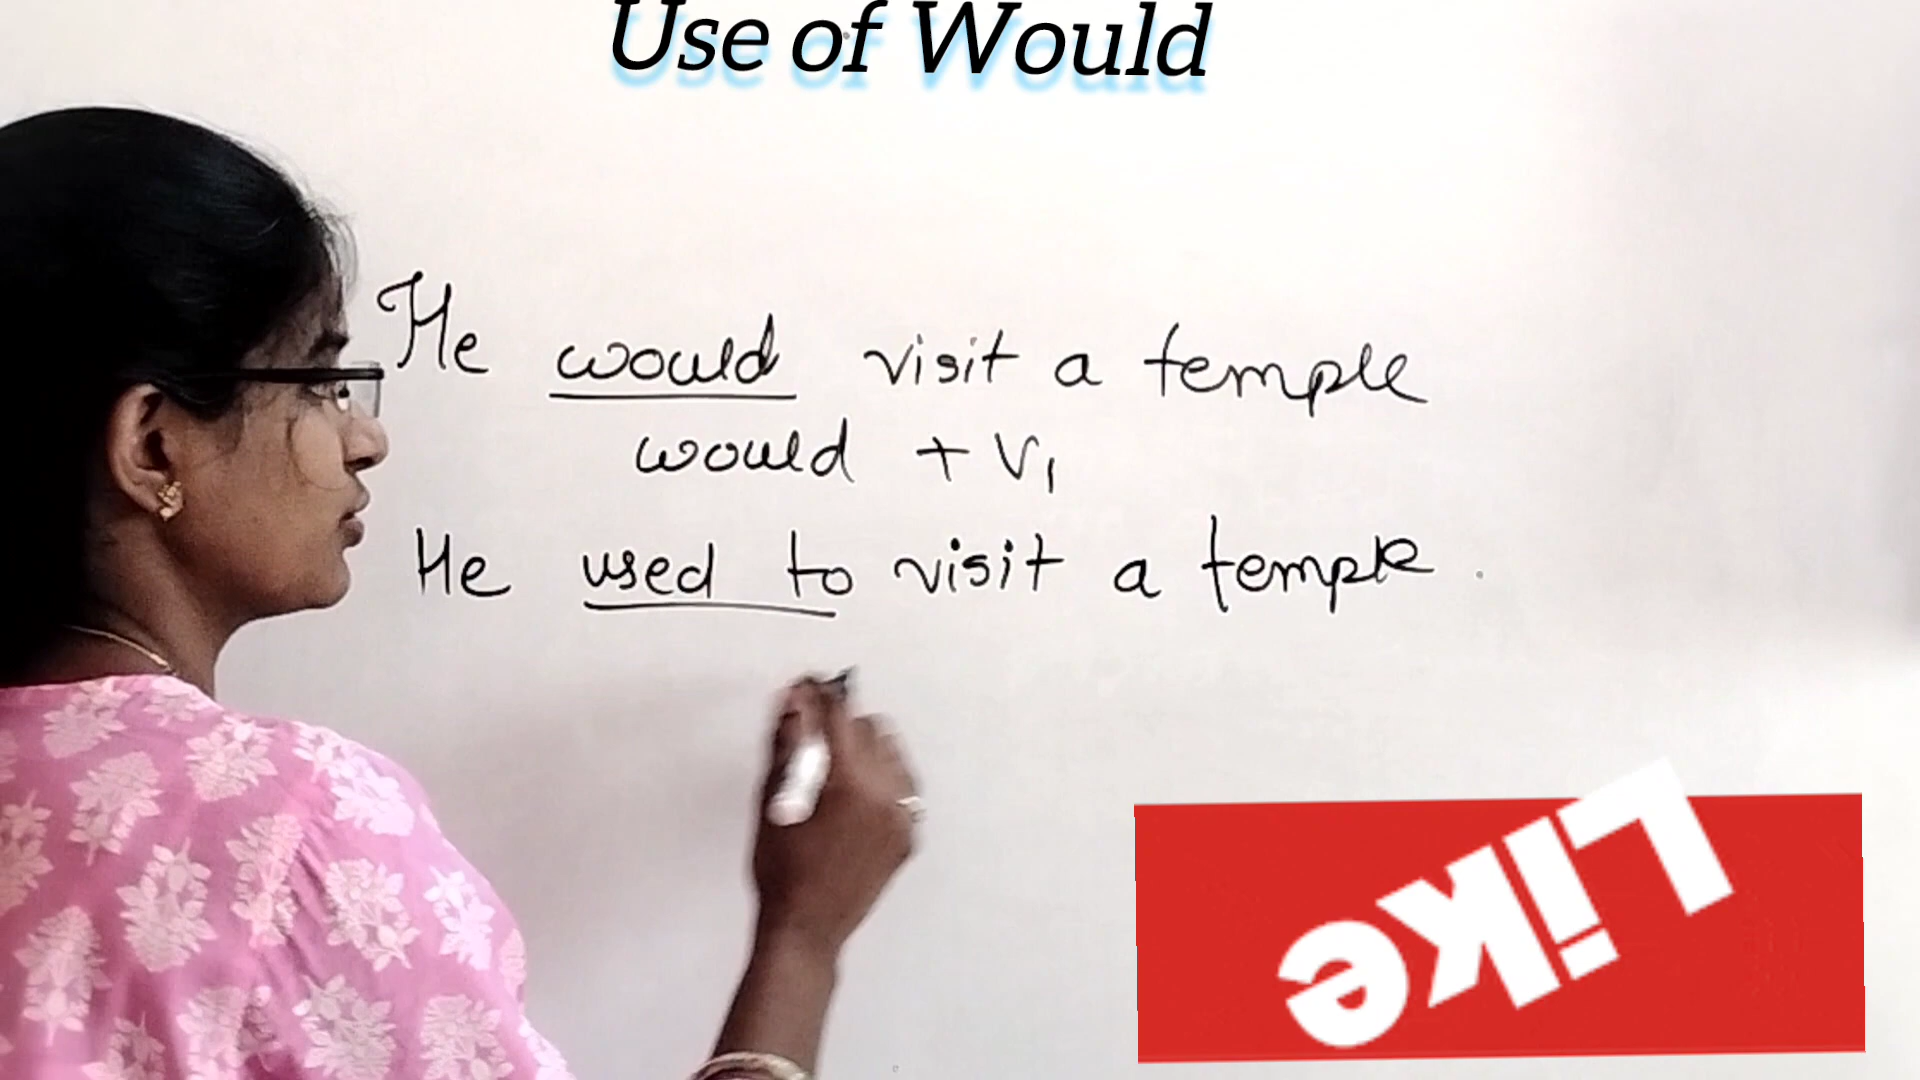 Use of Would
He would visit a temple
would + V1
He used to visit a temple.
Like